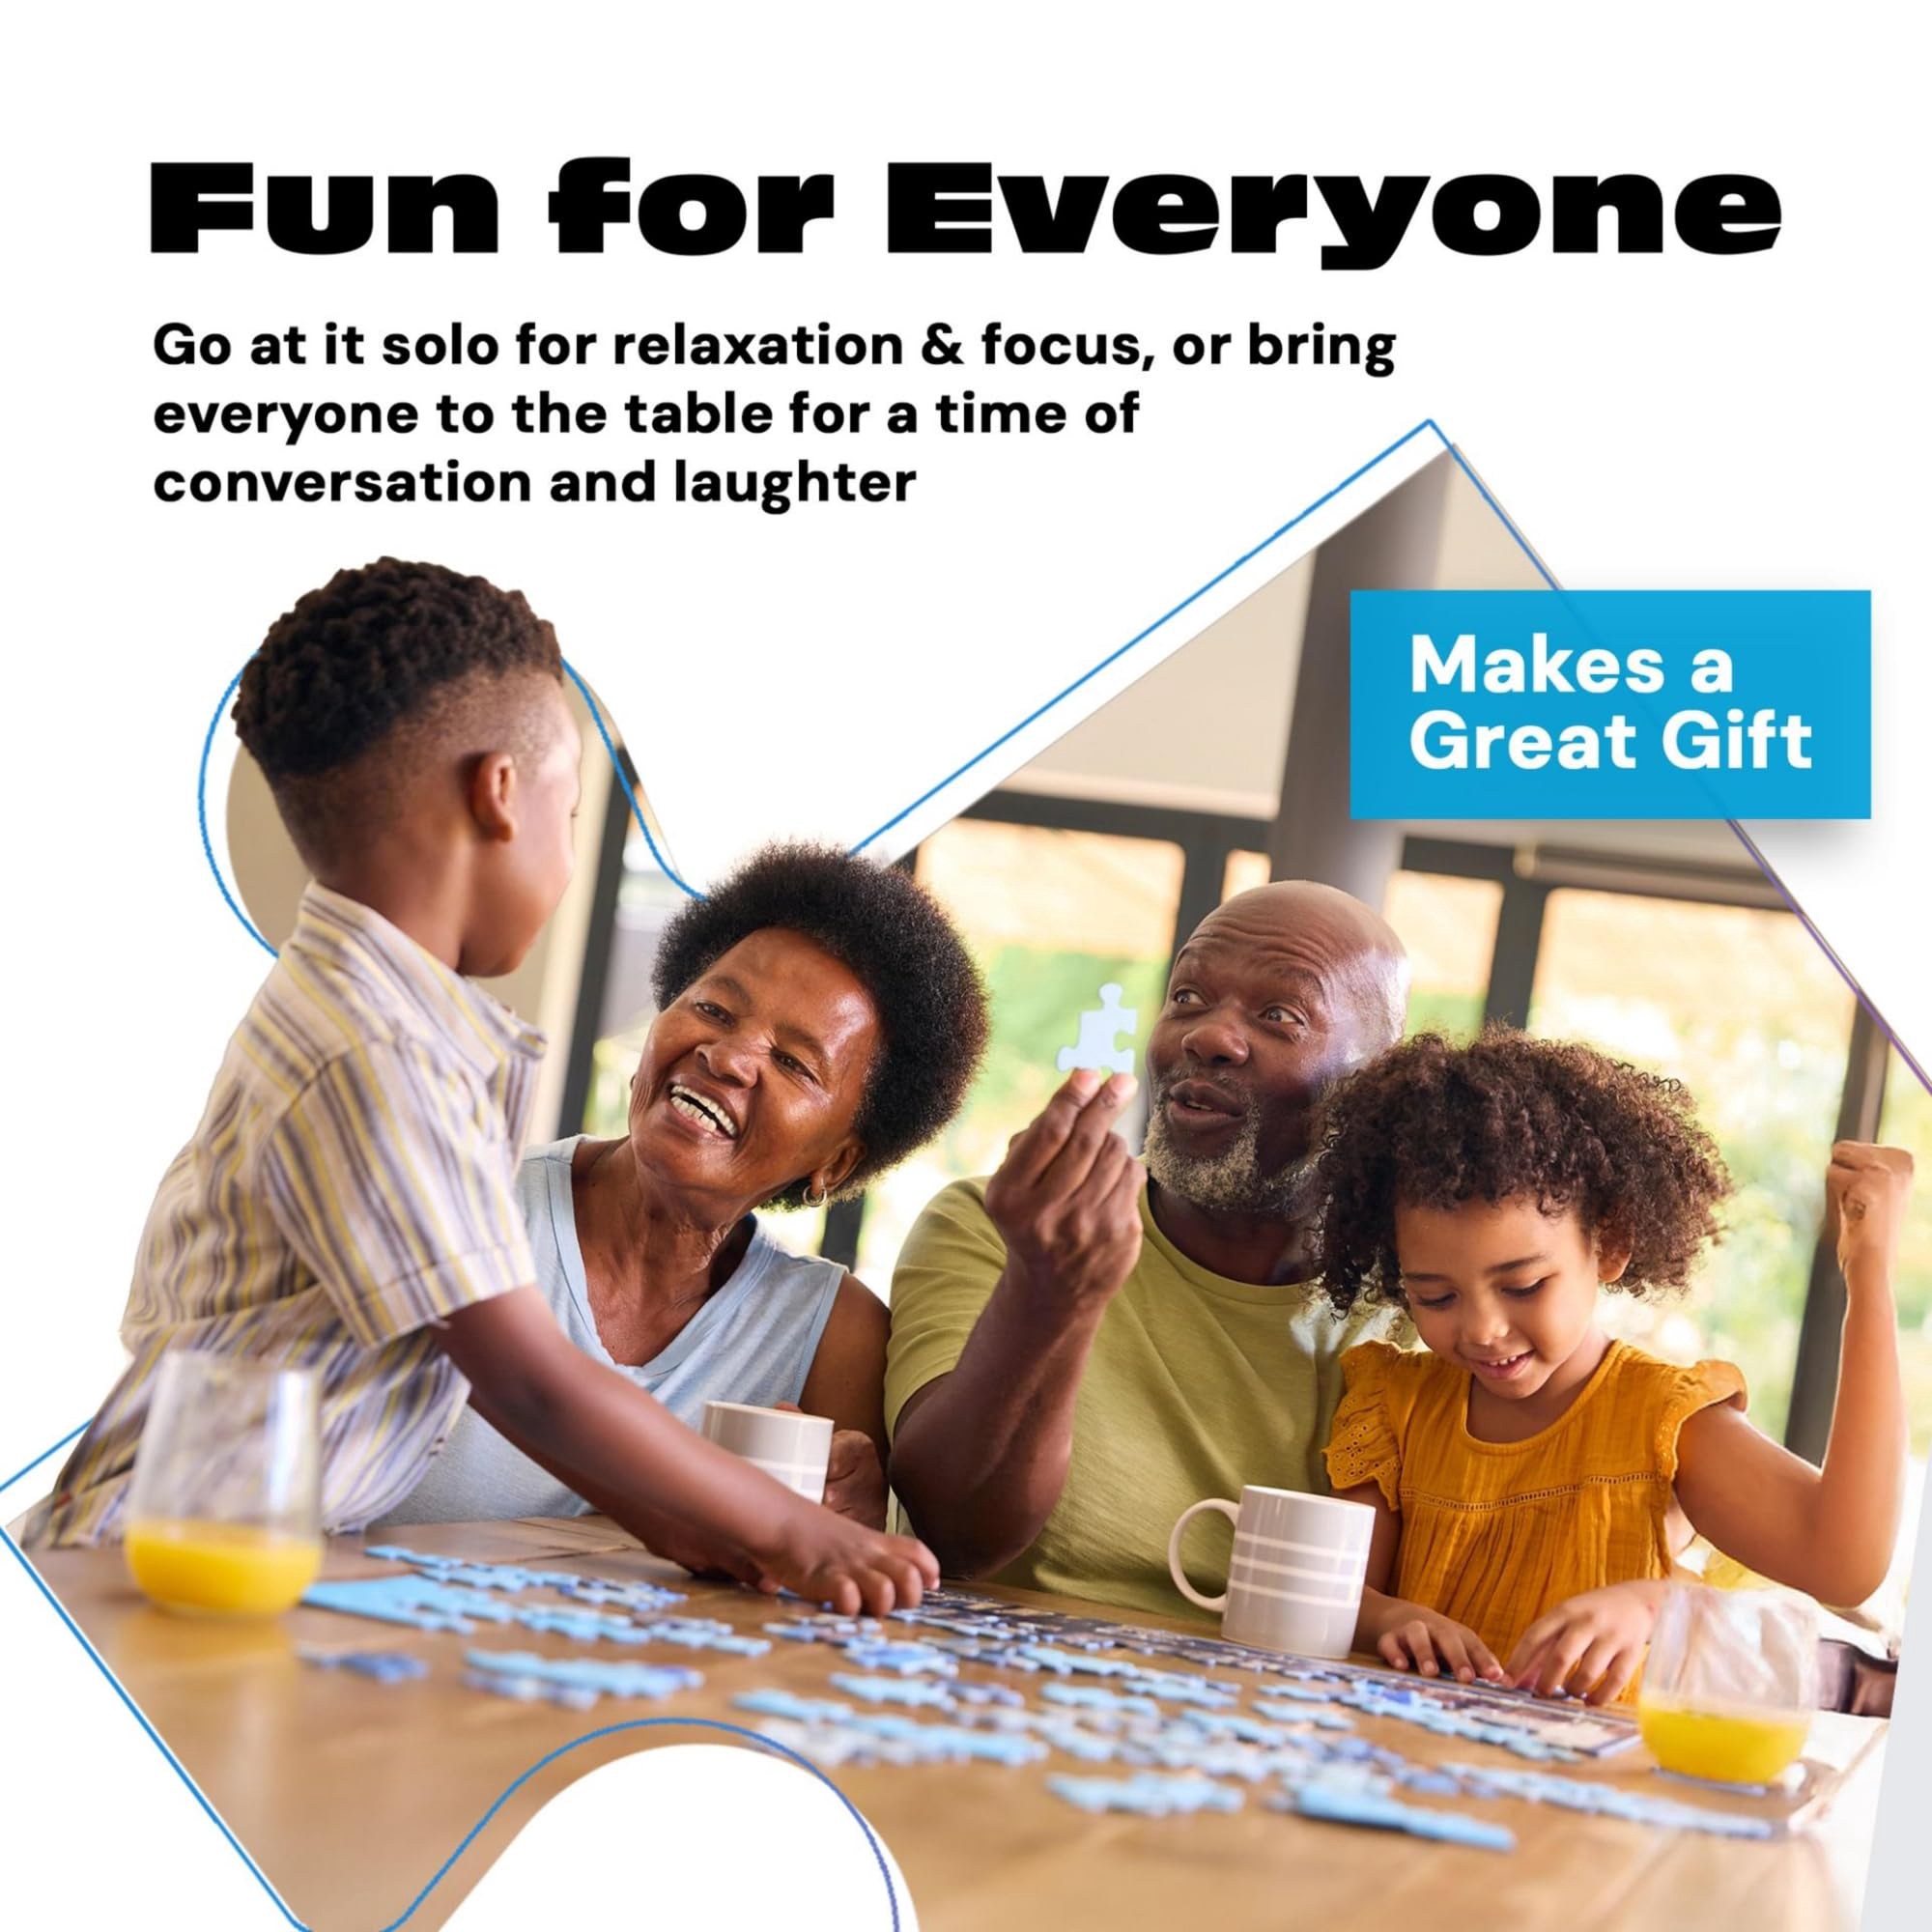 Fun for Everyone
Go at it solo for relaxation & focus, or bring
everyone to the table for a time of
conversation and laughter
Makes a
Great Gift